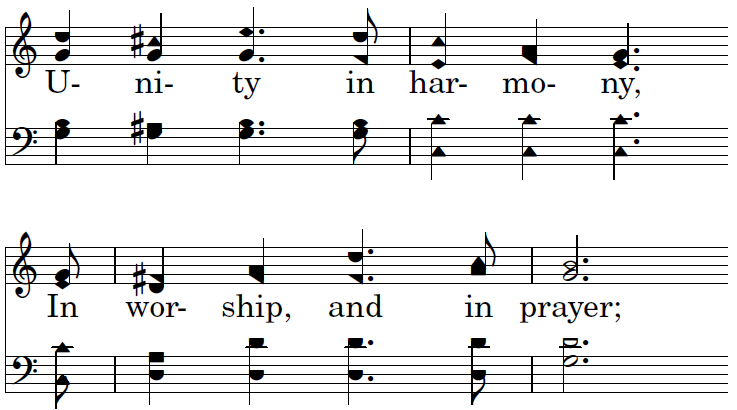 U- ni- ty in har- mo- ny,
In wor- ship, and in prayer;